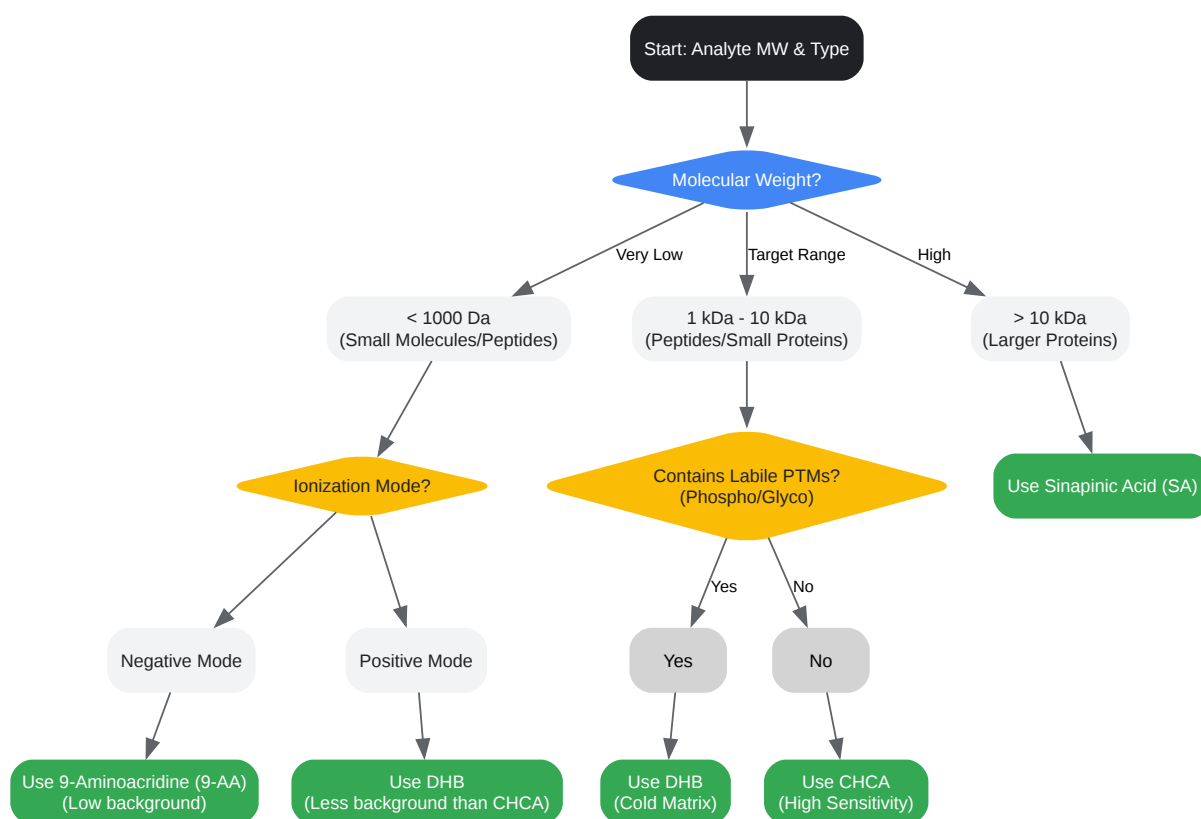 Start: Analyte MW & Type
Molecular Weight?
Very Low
Target Range
High
< 1000 Da
(Small Molecules/Peptides)
1 kDa - 10 kDa
(Peptides/Small Proteins)
> 10 kDa
(Larger Proteins)
Ionization Mode?
Contains Labile PTMs?
(Phospho/Glyco)
Use Sinapinic Acid (SA)
Yes
No
Negative Mode
Positive Mode
Yes
No
Use 9-Aminoacridine (9-AA)
(Low background)
Use DHB
(Less background than CHCA)
Use DHB
(Cold Matrix)
Use CHCA
(High Sensitivity)